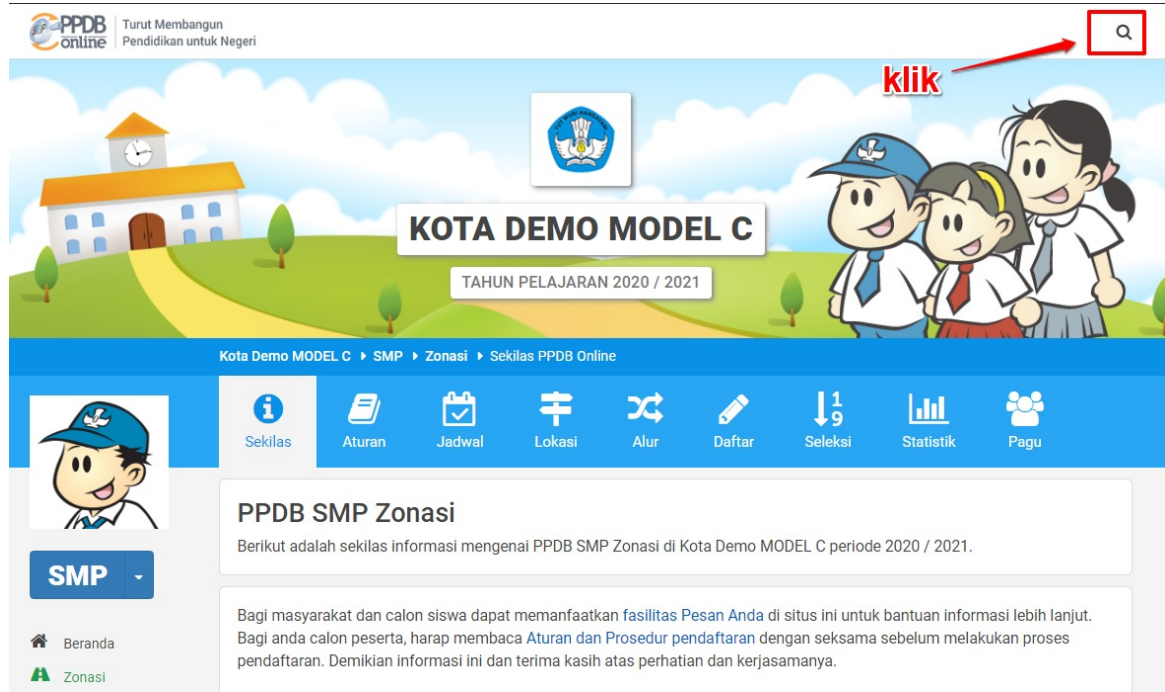 PPDB online
Turut Membangun
Pendidikan untuk Negeri
klik
TUT WURI HANDAYANI
KOTA DEMO MODEL C
TAHUN PELAJARAN 2020 / 2021
Kota Demo MODEL C SMP Zonasi Sekilas PPDB Online
Sekilas Aturan Jadwal Lokasi Alur Daftar Seleksi Statistik Pagu
PPDB SMP Zonasi
Berikut adalah sekilas informasi mengenai PPDB SMP Zonasi di Kota Demo MODEL C periode 2020 / 2021.
SMP
Bagi masyarakat dan calon siswa dapat memanfaatkan fasilitas Pesan Anda di situs ini untuk bantuan informasi lebih lanjut.
Bagi anda calon peserta, harap membaca Aturan dan Prosedur pendaftaran dengan seksama sebelum melakukan proses
pendaftaran. Demikian informasi ini dan terima kasih atas perhatian dan kerjasamanya.
Beranda
Zonasi